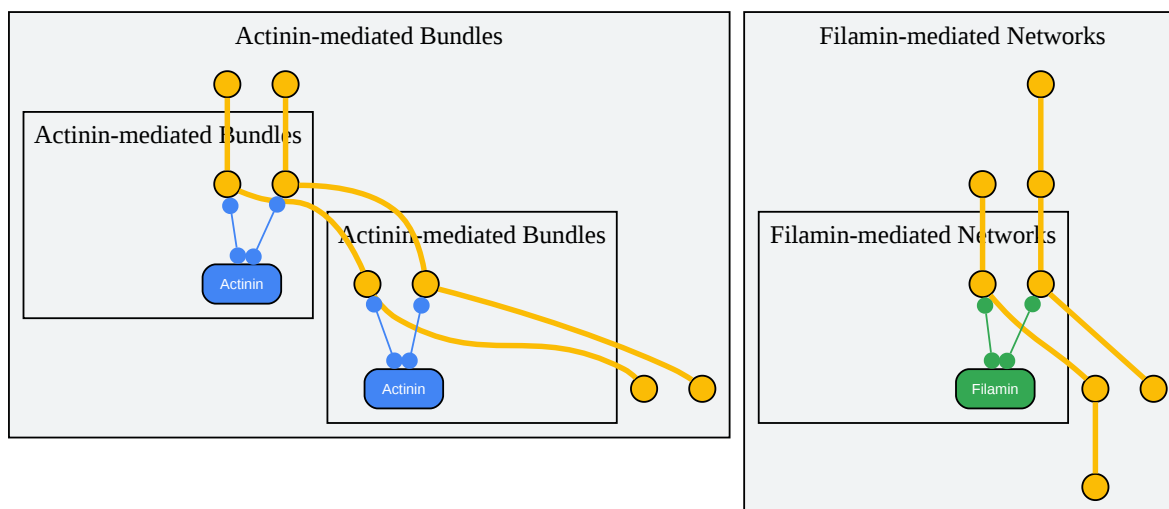 Actinin-mediated Bundles
Actinin-mediated Bundles
Actinin
Actinin-mediated Bundles
Actinin
Filamin-mediated Networks
Filamin-mediated Networks
Filamin